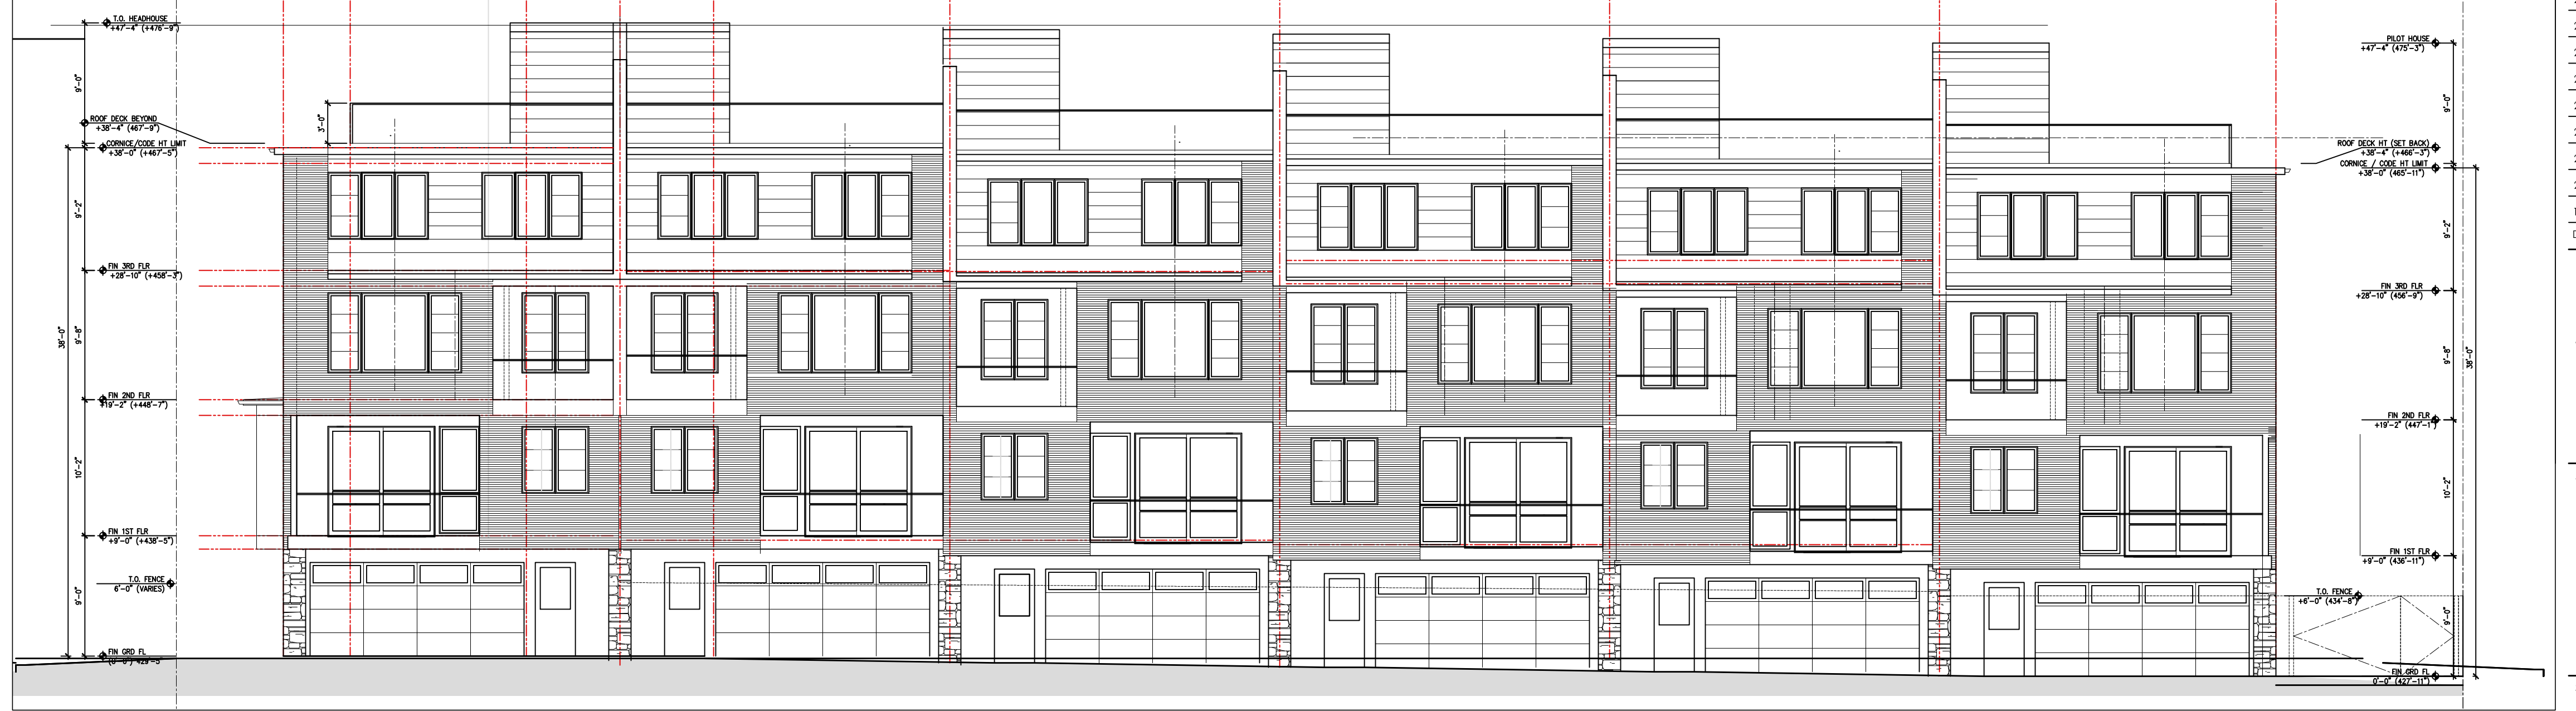 T.O. HEADHOUSE
+47'-4" (+476'-9")
9'-0"
3'-0"
ROOF DECK BEYOND
+38'-4" (467'-9")
CORNICE/CODE HT LIMIT
+38'-0" (+467'-5")
9'-2"
FIN 3RD FLR
+28'-10" (+458'-3")
38'-0"
9'-8"
FIN 2ND FLR
+19'-2" (+448'-7")
10'-2"
FIN 1ST FLR
+9'-0" (+438'-5")
T.O. FENCE
6'-0" (VARIES)
9'-0"
FIN GRD FL
(0'-0") 429'-5"
PILOT HOUSE
+47'-4" (475'-3")
9'-0"
ROOF DECK HT (SET BACK)
+38'-4" (+466'-3")
CORNICE / CODE HT LIMIT
+38'-0" (465'-11")
9'-2"
FIN 3RD FLR
+28'-10" (456'-9")
9'-8"
38'-0"
FIN 2ND FLR
+19'-2" (447'-1")
10'-2"
FIN 1ST FLR
+9'-0" (436'-11")
T.O. FENCE
+6'-0" (434'-8")
9'-0"
FIN GRD FL
0'-0" (427'-11")